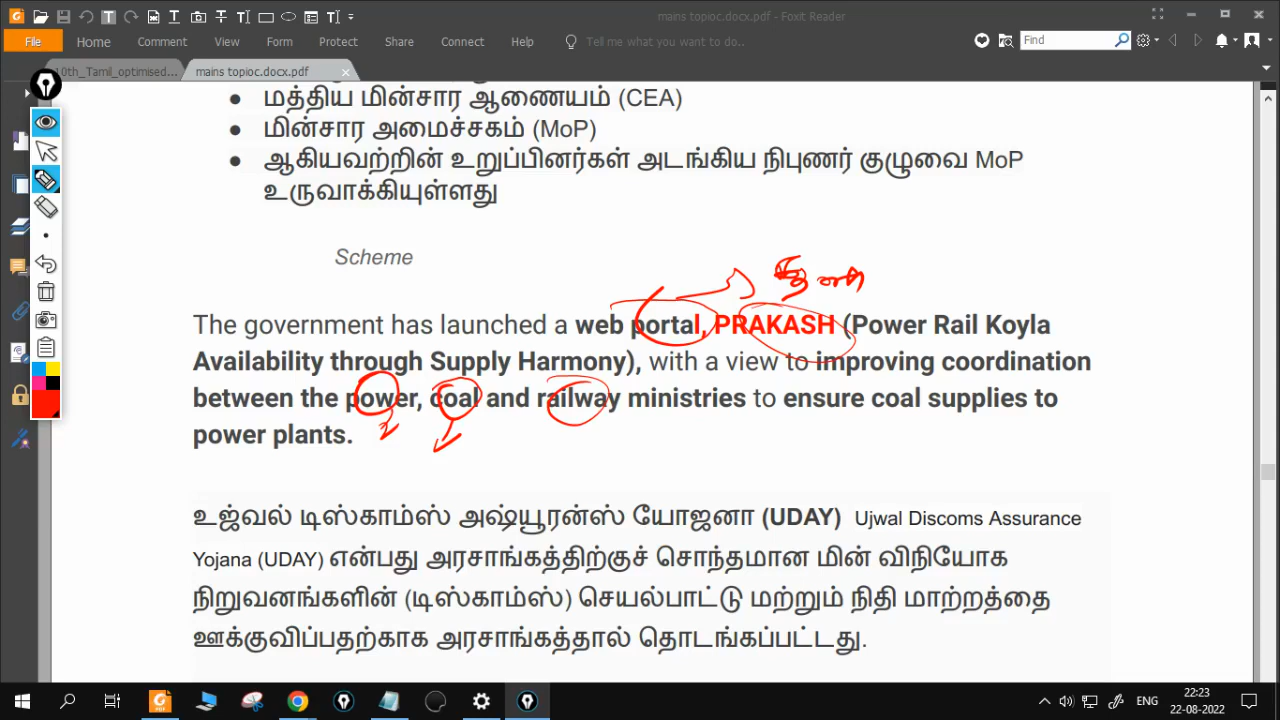 mains topioc.docx.pdf - Foxit Reader
File Home Comment View Form Protect Share Connect Help Tell me what you want to do.. Find
10th_Tamil_optimised... mains topioc.docx.pdf
● மத்திய மின்சார ஆணையம் (CEA)
● மின்சார அமைச்சகம் (MoP)
● ஆகியவற்றின் உறுப்பினர்கள் அடங்கிய நிபுணர் குழுவை MoP
உருவாக்கியுள்ளது
Scheme
The government has launched a web portal, PRAKASH (Power Rail Koyla
Availability through Supply Harmony), with a view to improving coordination
between the power, coal and railway ministries to ensure coal supplies to
power plants.
உஜ்வல் டிஸ்காம்ஸ் அஷ்யூரன்ஸ் யோஜனா (UDAY) Ujwal Discoms Assurance
Yojana (UDAY) என்பது அரசாங்கத்திற்குச் சொந்தமான மின் விநியோக
நிறுவனங்களின் (டிஸ்காம்ஸ்) செயல்பாட்டு மற்றும் நிதி மாற்றத்தை
ஊக்குவிப்பதற்காக அரசாங்கத்தால் தொடங்கப்பட்டது.
ENG
22:23
22-08-2022